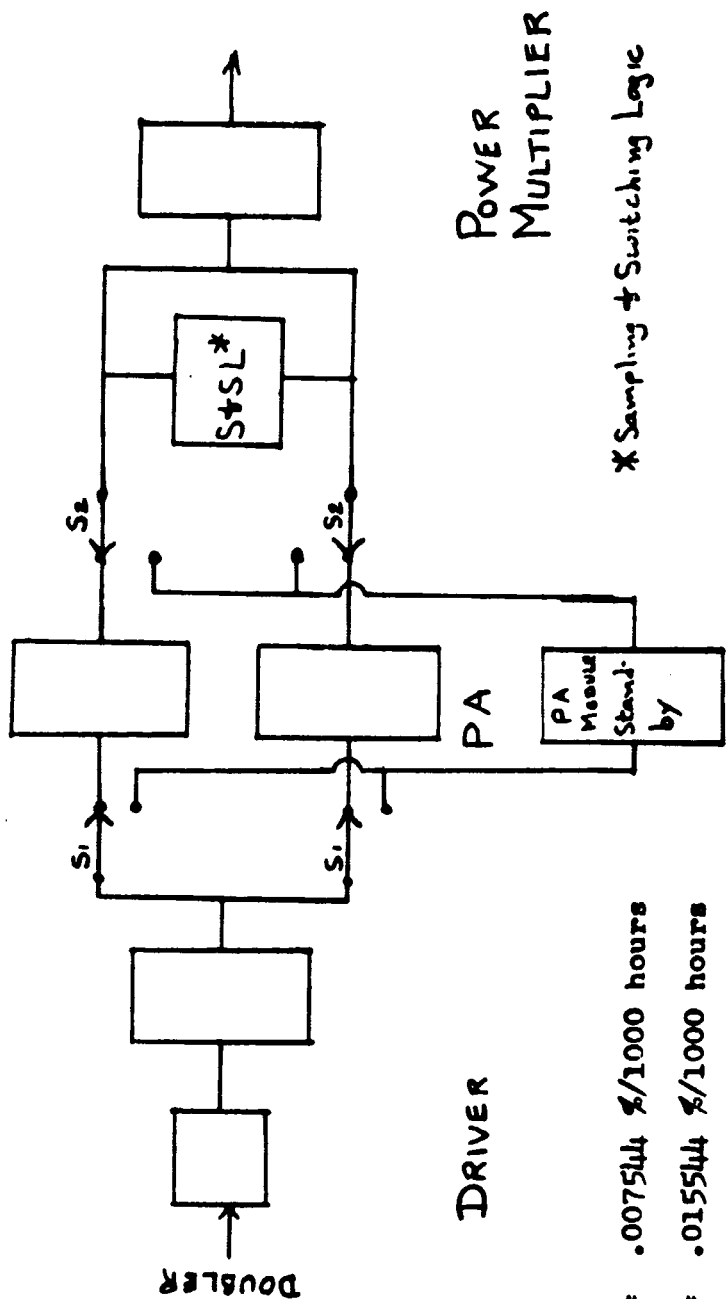 DOUBLER
DRIVER
S1
S1
PA
S2
S2
PA
MODULE
Stand-
by
S&SL*
POWER
MULTIPLIER
*Sampling & Switching Logic
= .007544 %/1000 hours
= .015544 %/1000 hours